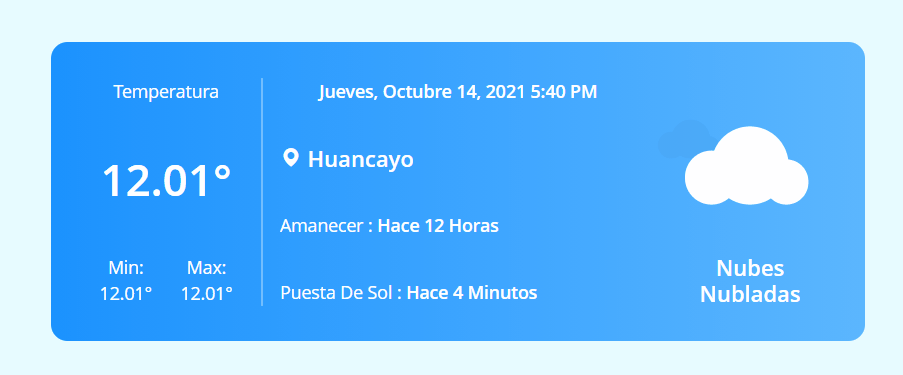 Temperatura
12.01°
Min: Max:
12.01° 12.01°
Jueves, Octubre 14, 2021 5:40 PM
Huancayo
Amanecer : Hace 12 Horas
Puesta De Sol : Hace 4 Minutos
Nubes
Nubladas